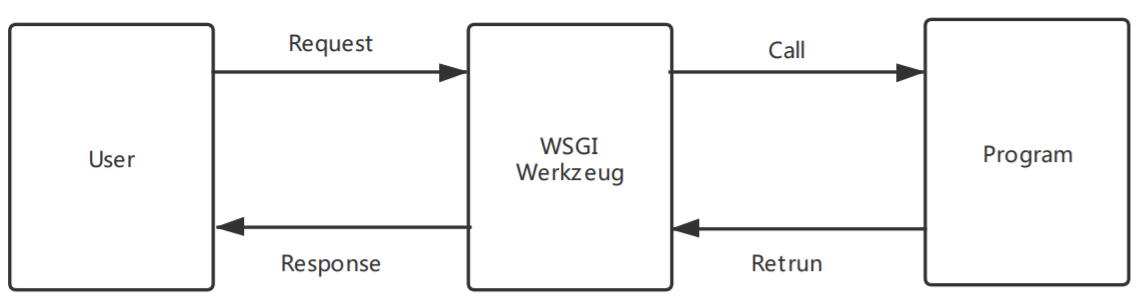 Request
Call
User
WSGI
Werkzeug
Program
Response
Retrun